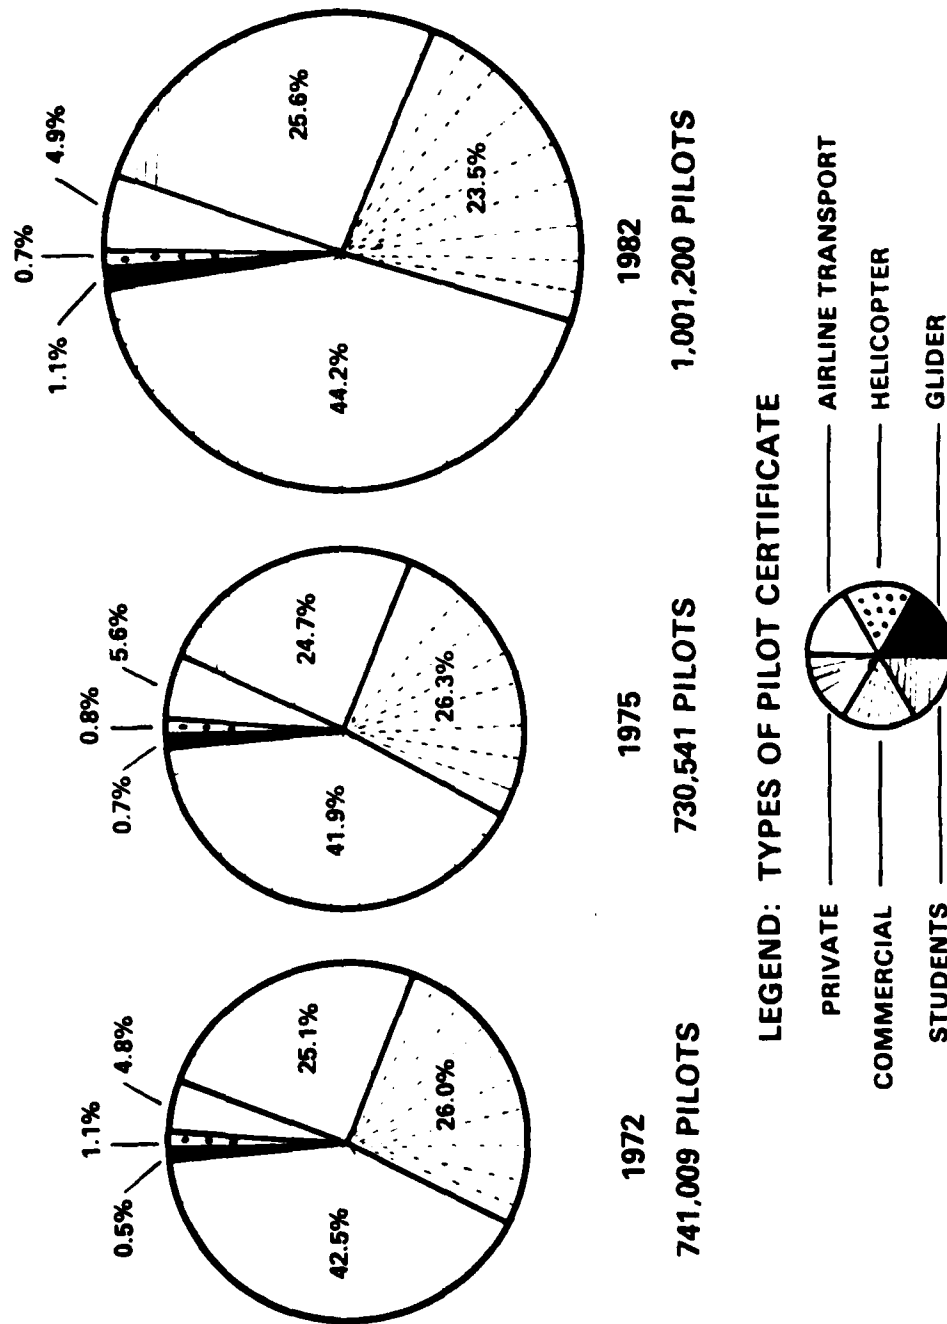 0.5%
1.1%
4.8%
42.5%
25.1%
26.0%
1972
741,009 PILOTS
0.7%
0.8%
5.6%
41.9%
24.7%
26.3%
1975
730,541 PILOTS
1.1%
0.7%
4.9%
44.2%
25.6%
23.5%
1982
1,001,200 PILOTS
LEGEND: TYPES OF PILOT CERTIFICATE
PRIVATE
AIRLINE TRANSPORT
COMMERCIAL
HELICOPTER
STUDENTS
GLIDER